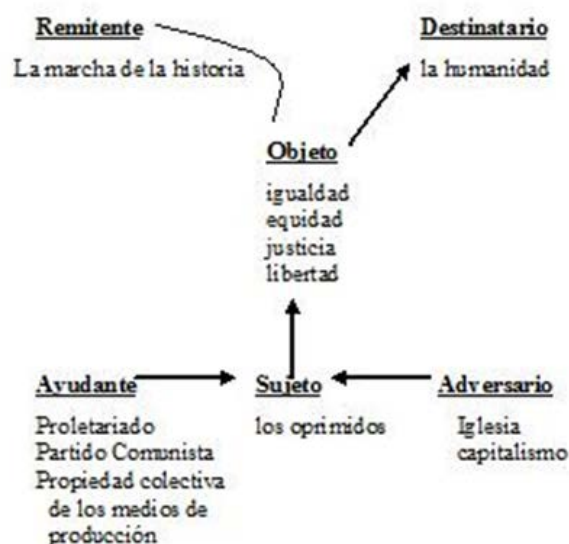 Remitente
La marcha de la historia
Destinatario
la humanidad
Objeto
igualdad
equidad
justicia
libertad
Ayudante
Proletariado
Partido Comunista
Propiedad colectiva
de los medios de
producción
Sujeto
los oprimidos
Adversario
Iglesia
capitalismo